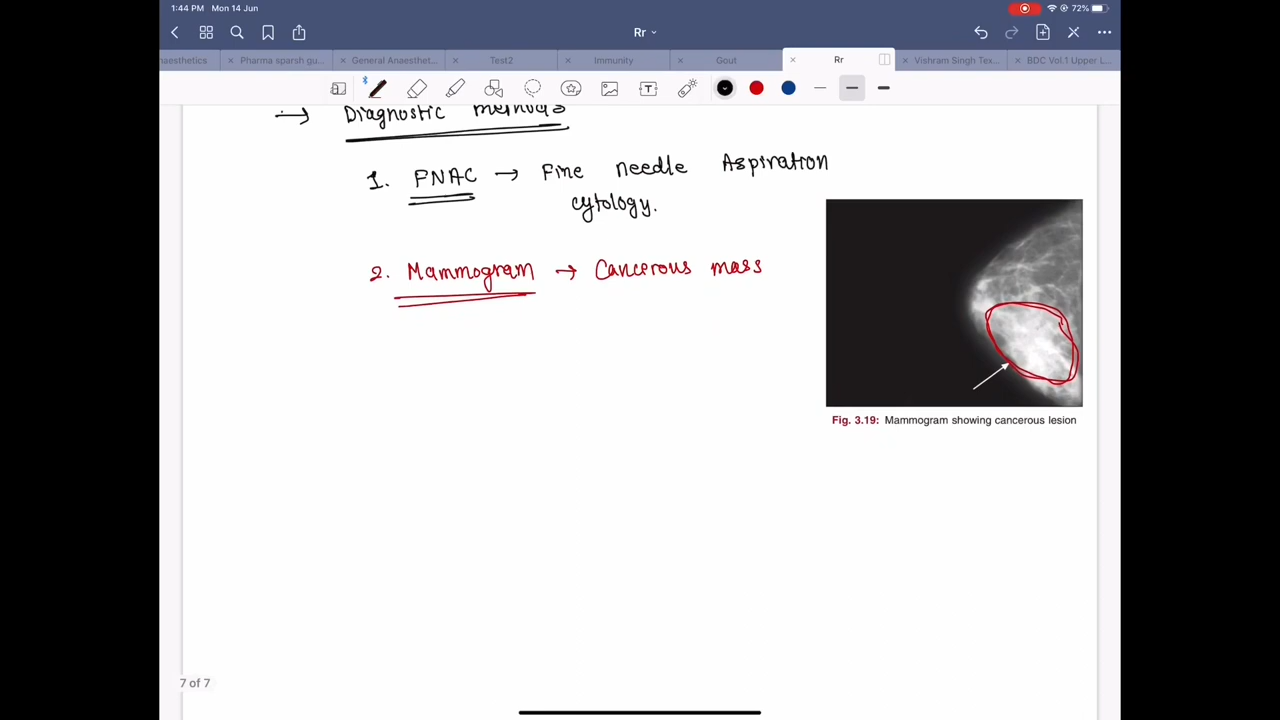 1:44 PM Mon 14 Jun
72%
Rr
naesthetics
Pharma sparsh gu...
General Anaesthet...
Test2
Immunity
Gout
Rr
Vishram Singh Tex...
BDC Vol.1 Upper L...
→ Diagnostic methods
1. FNAC → Fine needle Aspiration
cytology.
2. Mammogram → Cancerous mass
Fig. 3.19: Mammogram showing cancerous lesion
7 of 7